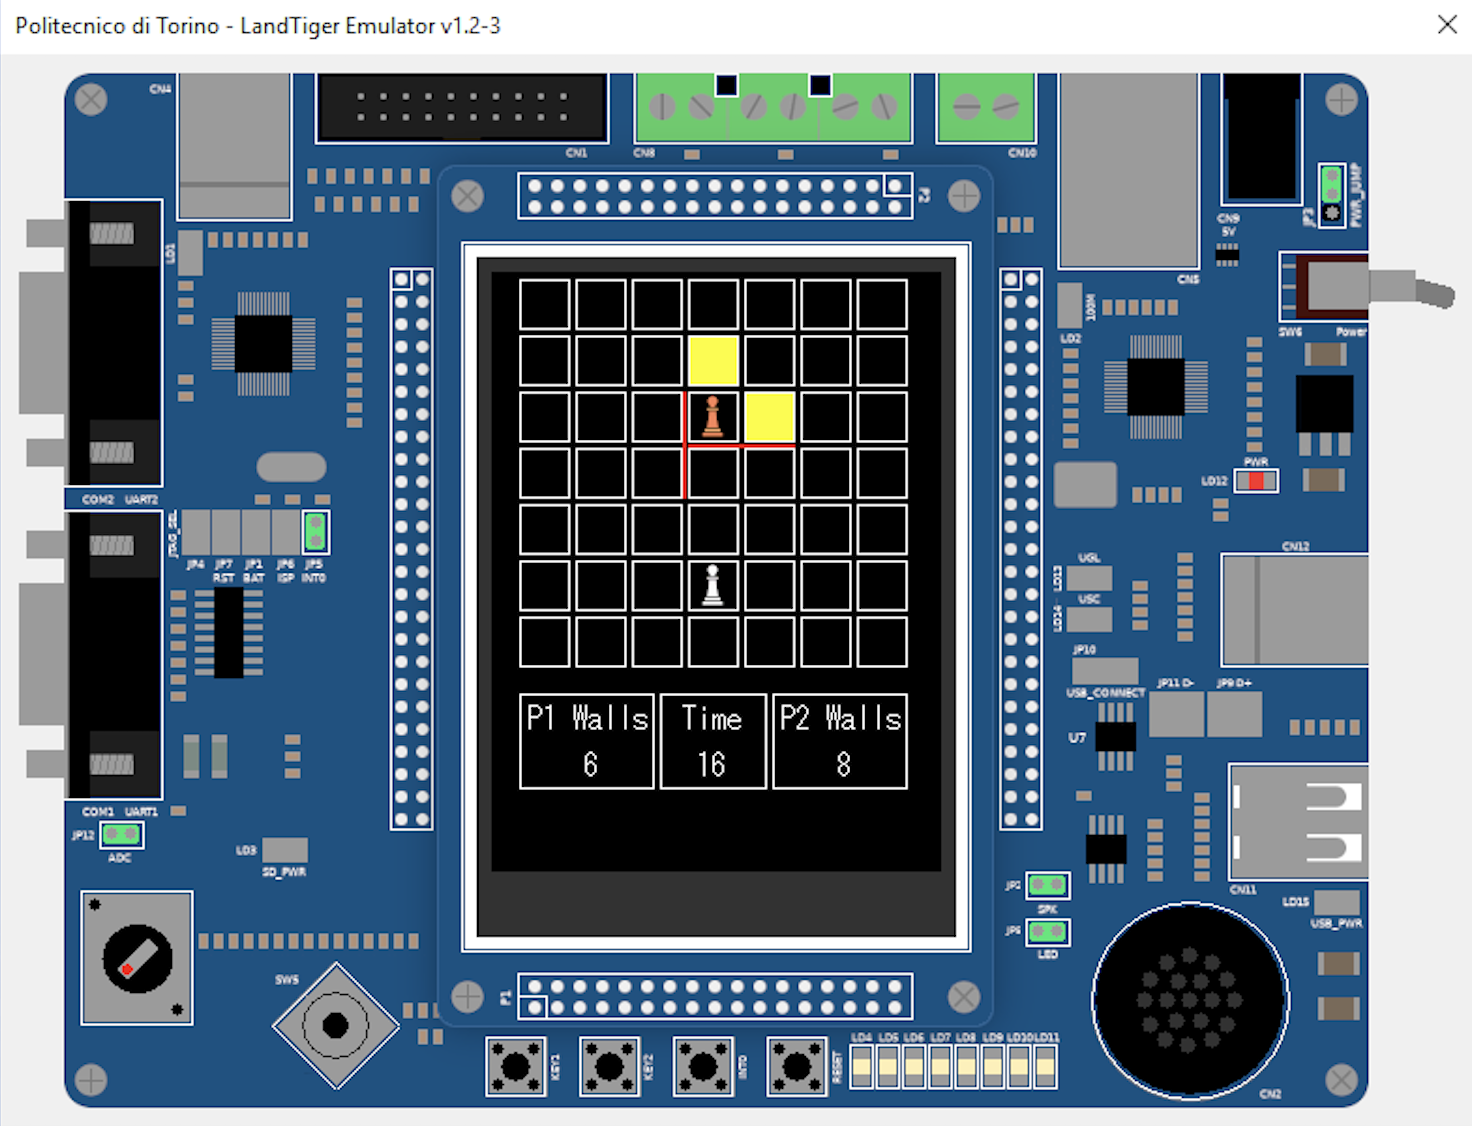 Politecnico di Torino - LandTiger Emulator v1.2-3
CN4
CN1
CN8
CN10
P2
JP3
PWR_JUMP
CN9
5V
LD1
CN5
100M
LD2
SW6 Power
PWR
LD12
COM2 UART2
JTAG_SEL
JP4 JP7 JP1 JP6 JP5
RST BAT ISP INT0
CN12
UGL
LD13
USC
LD14
JP10
USB_CONNECT
JP11 D- JP9 D+
U7
P1 Walls Time P2 Walls
6 16 8
COM1 UART1
JP12
ADC
LD3
SD_PWR
JP2
SPK
CN11
LD15
USB_PWR
LED
SW5
P1
KEY1
KEY2
INT0
RESET
LD4 LD5 LD6 LD7 LD8 LD9 LD10 LD11
CN2